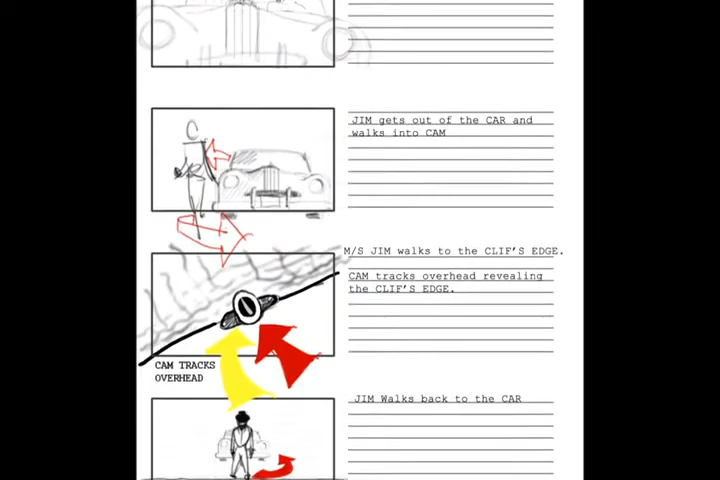 JIM gets out of the CAR and
walks into CAM
M/S JIM walks to the CLIF'S EDGE.
CAM tracks overhead revealing
the CLIF'S EDGE.
CAM TRACKS
OVERHEAD
JIM Walks back to the CAR